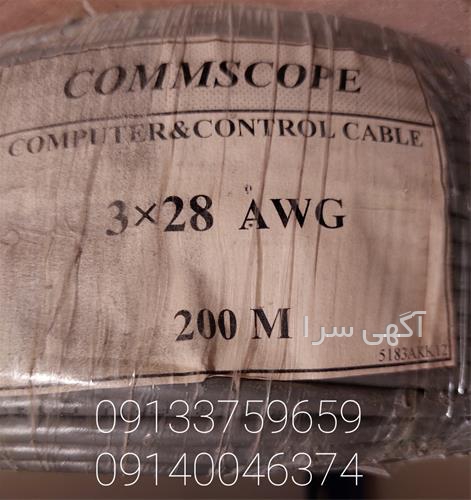 COMMSCOPE
COMPUTER&CONTROL CABLE
3×28 AWG
200 M
آگهی سرا
5183AKK12
09133759659
09140046374